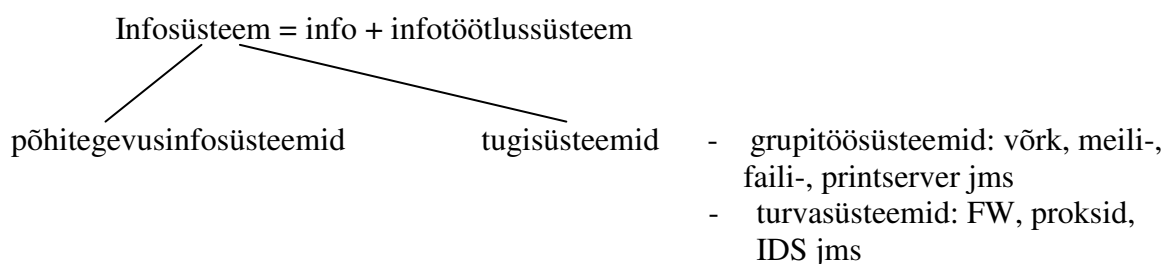 Infosüsteem = info + infotöötlussüsteem
põhitegevusinfosüsteemid tugisüsteemid - grupitöösüsteemid: võrk, meili-,
faili-, printserver jms
- turvasüsteemid: FW, proksid,
IDS jms